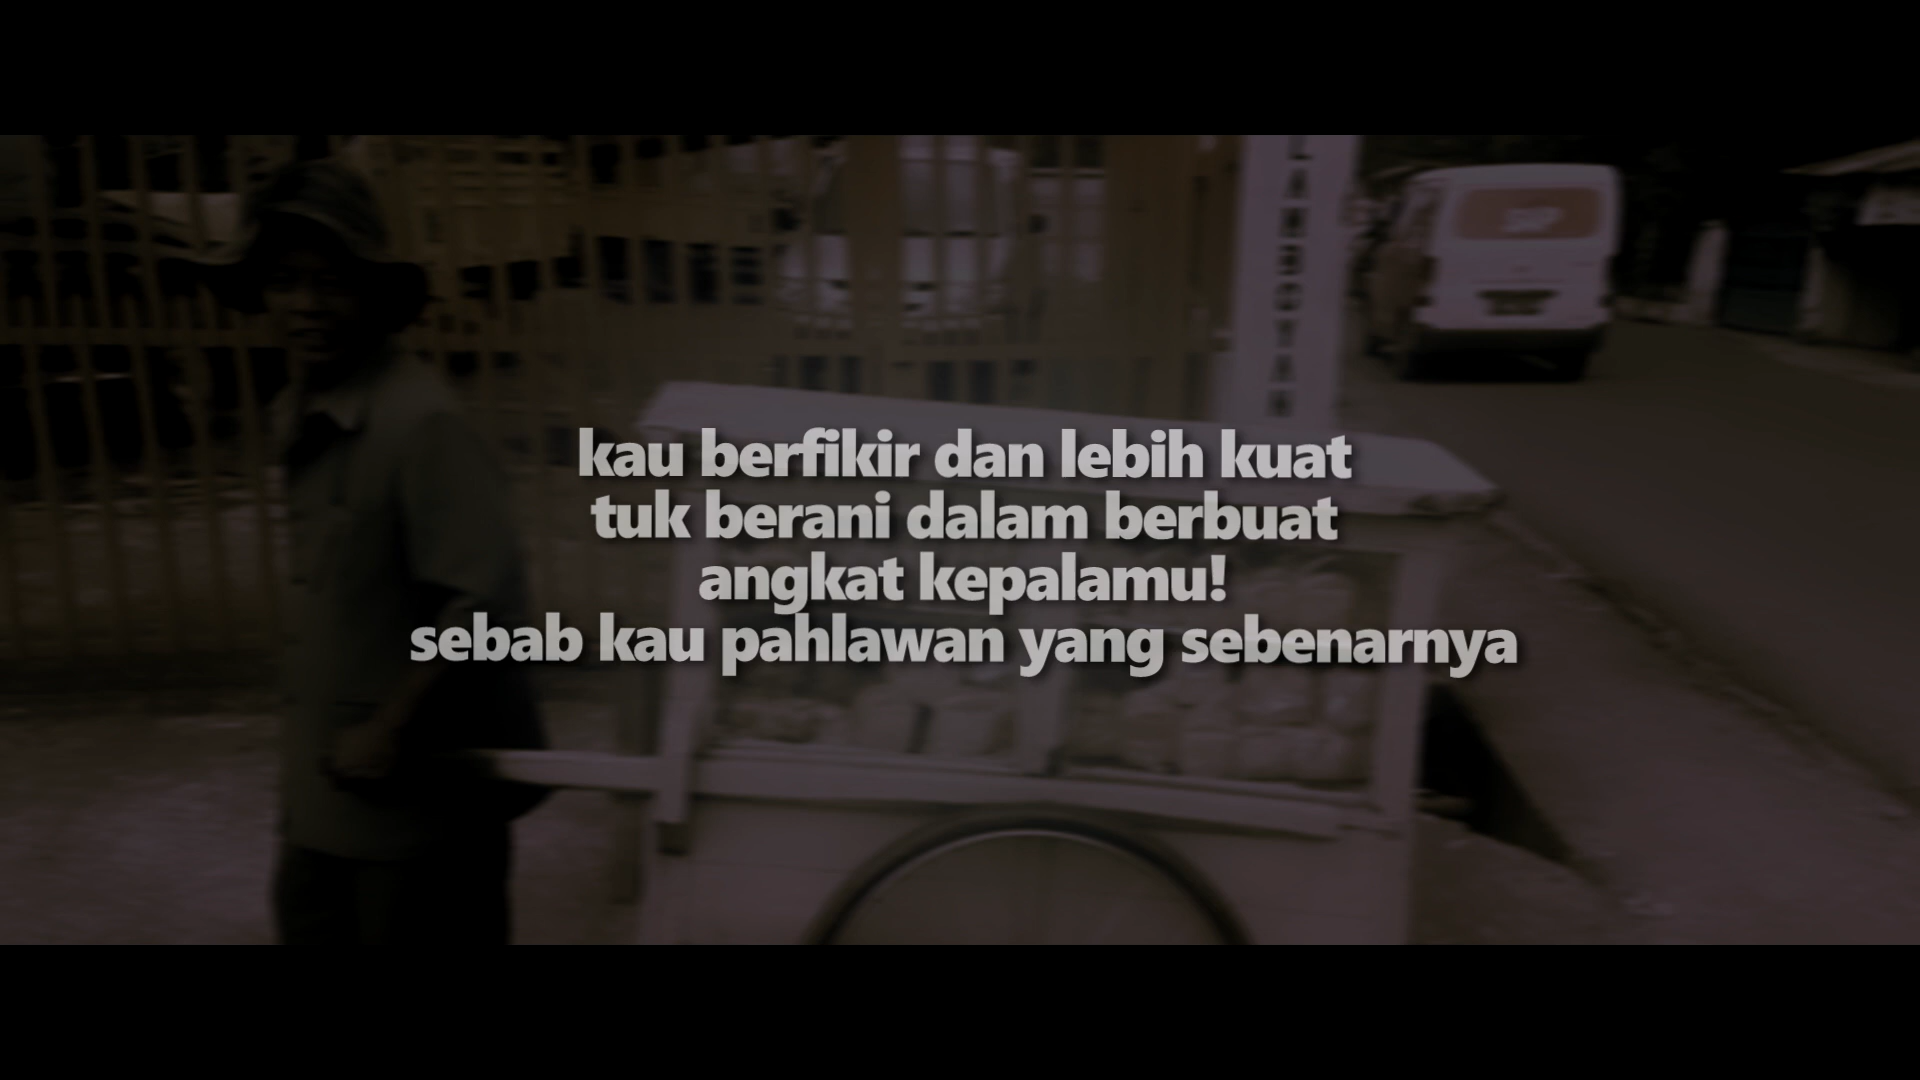 kau berfikir dan lebih kuat
tuk berani dalam berbuat
angkat kepalamu!
sebab kau pahlawan yang sebenarnya